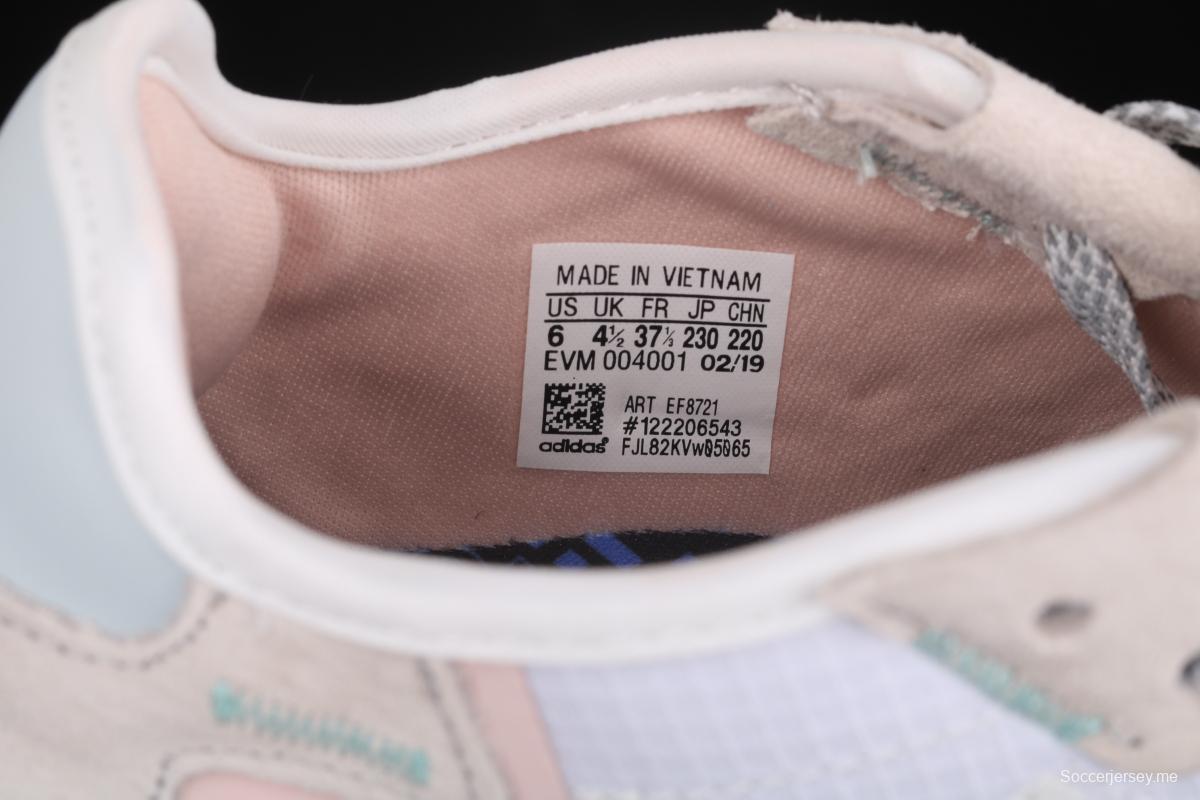 MADE IN VIETNAM
US UK FR JP CHN
6 4½ 37⅓ 230 220
EVM 004001 02/19
ART EF8721
#122206543
adidas FJL82KVw05065
Soccerjersey.me